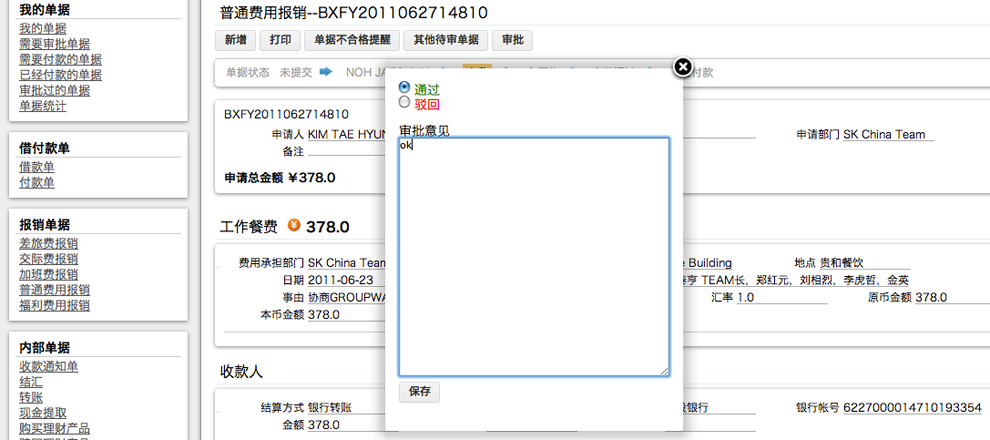 我的单据
我的单据
需要审批单据
需要付款的单据
已经付款的单据
审批过的单据
单据统计
借付款单
借款单
付款单
报销单据
差旅费报销
交际费报销
加班费报销
普通费用报销
福利费用报销
内部单据
收款通知单
结汇
转账
现金提取
购买理财产品
普通费用报销--BXFY2011062714810
新增 打印 单据不合格提醒 其他待审单据 审批
单据状态 未提交 NOH 付款
BXFY2011062714810
申请人 KIM TAE HYUN 申请部门 SK China Team
备注
申请总金额 ¥378.0
通过
驳回
审批意见
ok
保存
工作餐费 ¥ 378.0
费用承担部门 SK China Team Building 地点 贵和餐饮
日期 2011-06-23 亨 TEAM长，郑红元，刘相烈，李虎哲，金英
事由 协商GROUPWA 汇率 1.0 原币金额 378.0
本币金额 378.0
收款人
结算方式 银行转账 银行 银行帐号 6227000014710193354
金额 378.0